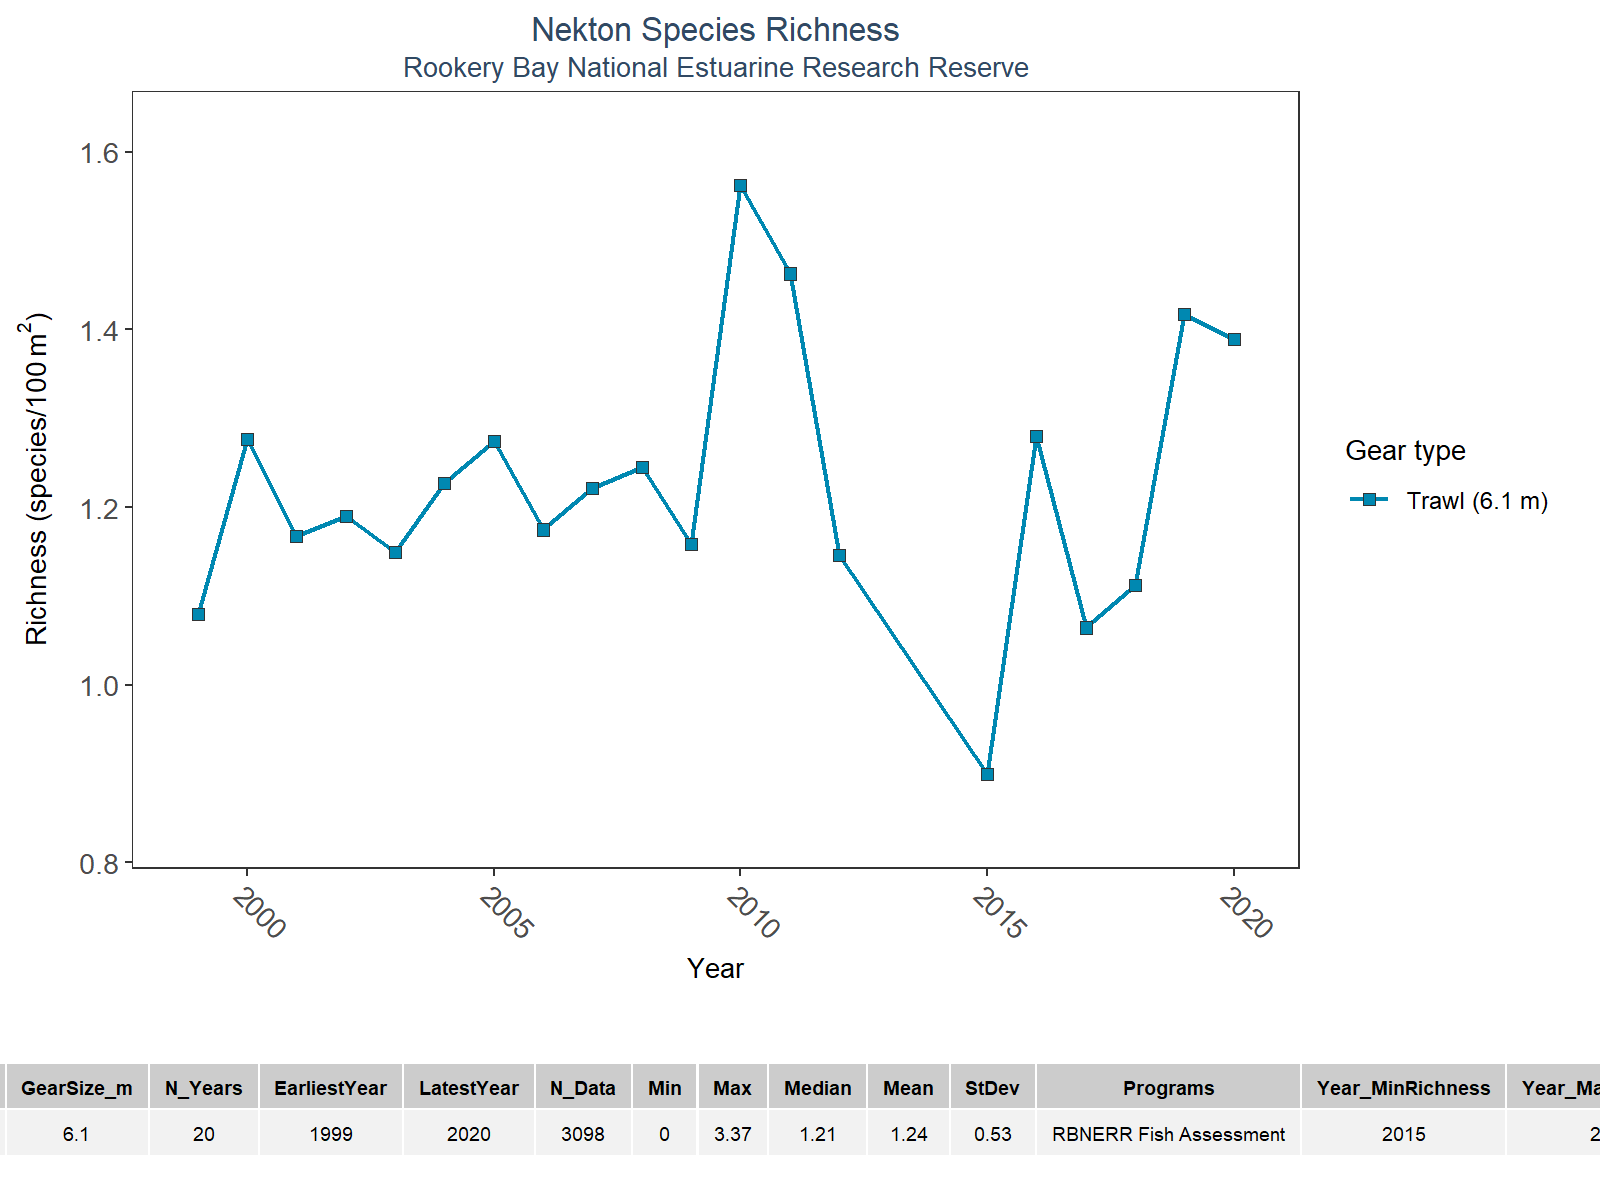 Nekton Species Richness
Rookery Bay National Estuarine Research Reserve
1.6
1.4
1.2
1.0
0.8
Richness (species/100 m²)
2000 2005 2010 2015 2020
Year
Gear type
Trawl (6.1 m)
GearSize_m N_Years EarliestYear LatestYear N_Data Min Max Median Mean StDev Programs Year_MinRichness Year_Ma
6.1 20 1999 2020 3098 0 3.37 1.21 1.24 0.53 RBNERR Fish Assessment 2015 2